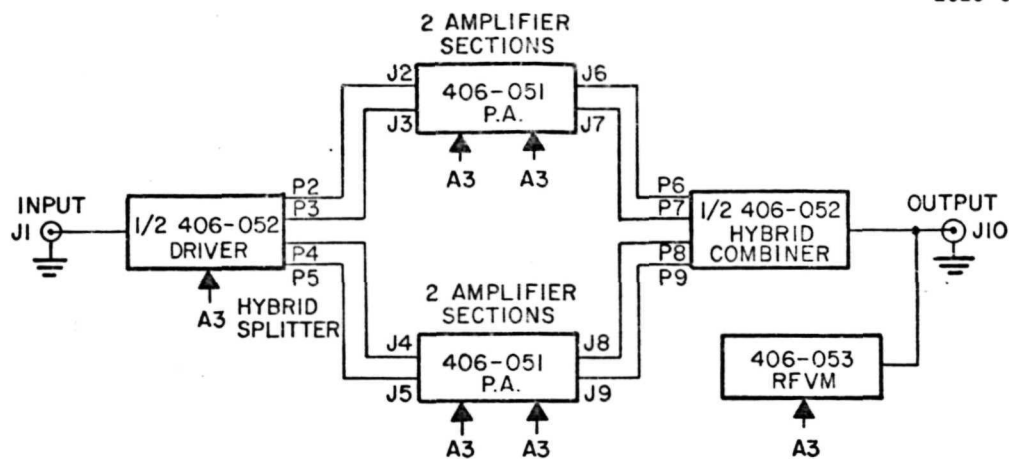 2 AMPLIFIER
SECTIONS
J2
J6
406-051
P.A.
J3
J7
A3
A3
P2
P6
INPUT
P3
P7
OUTPUT
J1
1/2 406-052
DRIVER
1/2 406-052
HYBRID
COMBINER
J10
P4
P8
P5
P9
A3
HYBRID
SPLITTER
2 AMPLIFIER
SECTIONS
J4
J8
406-051
P.A.
J5
J9
406-053
RFVM
A3
A3
A3